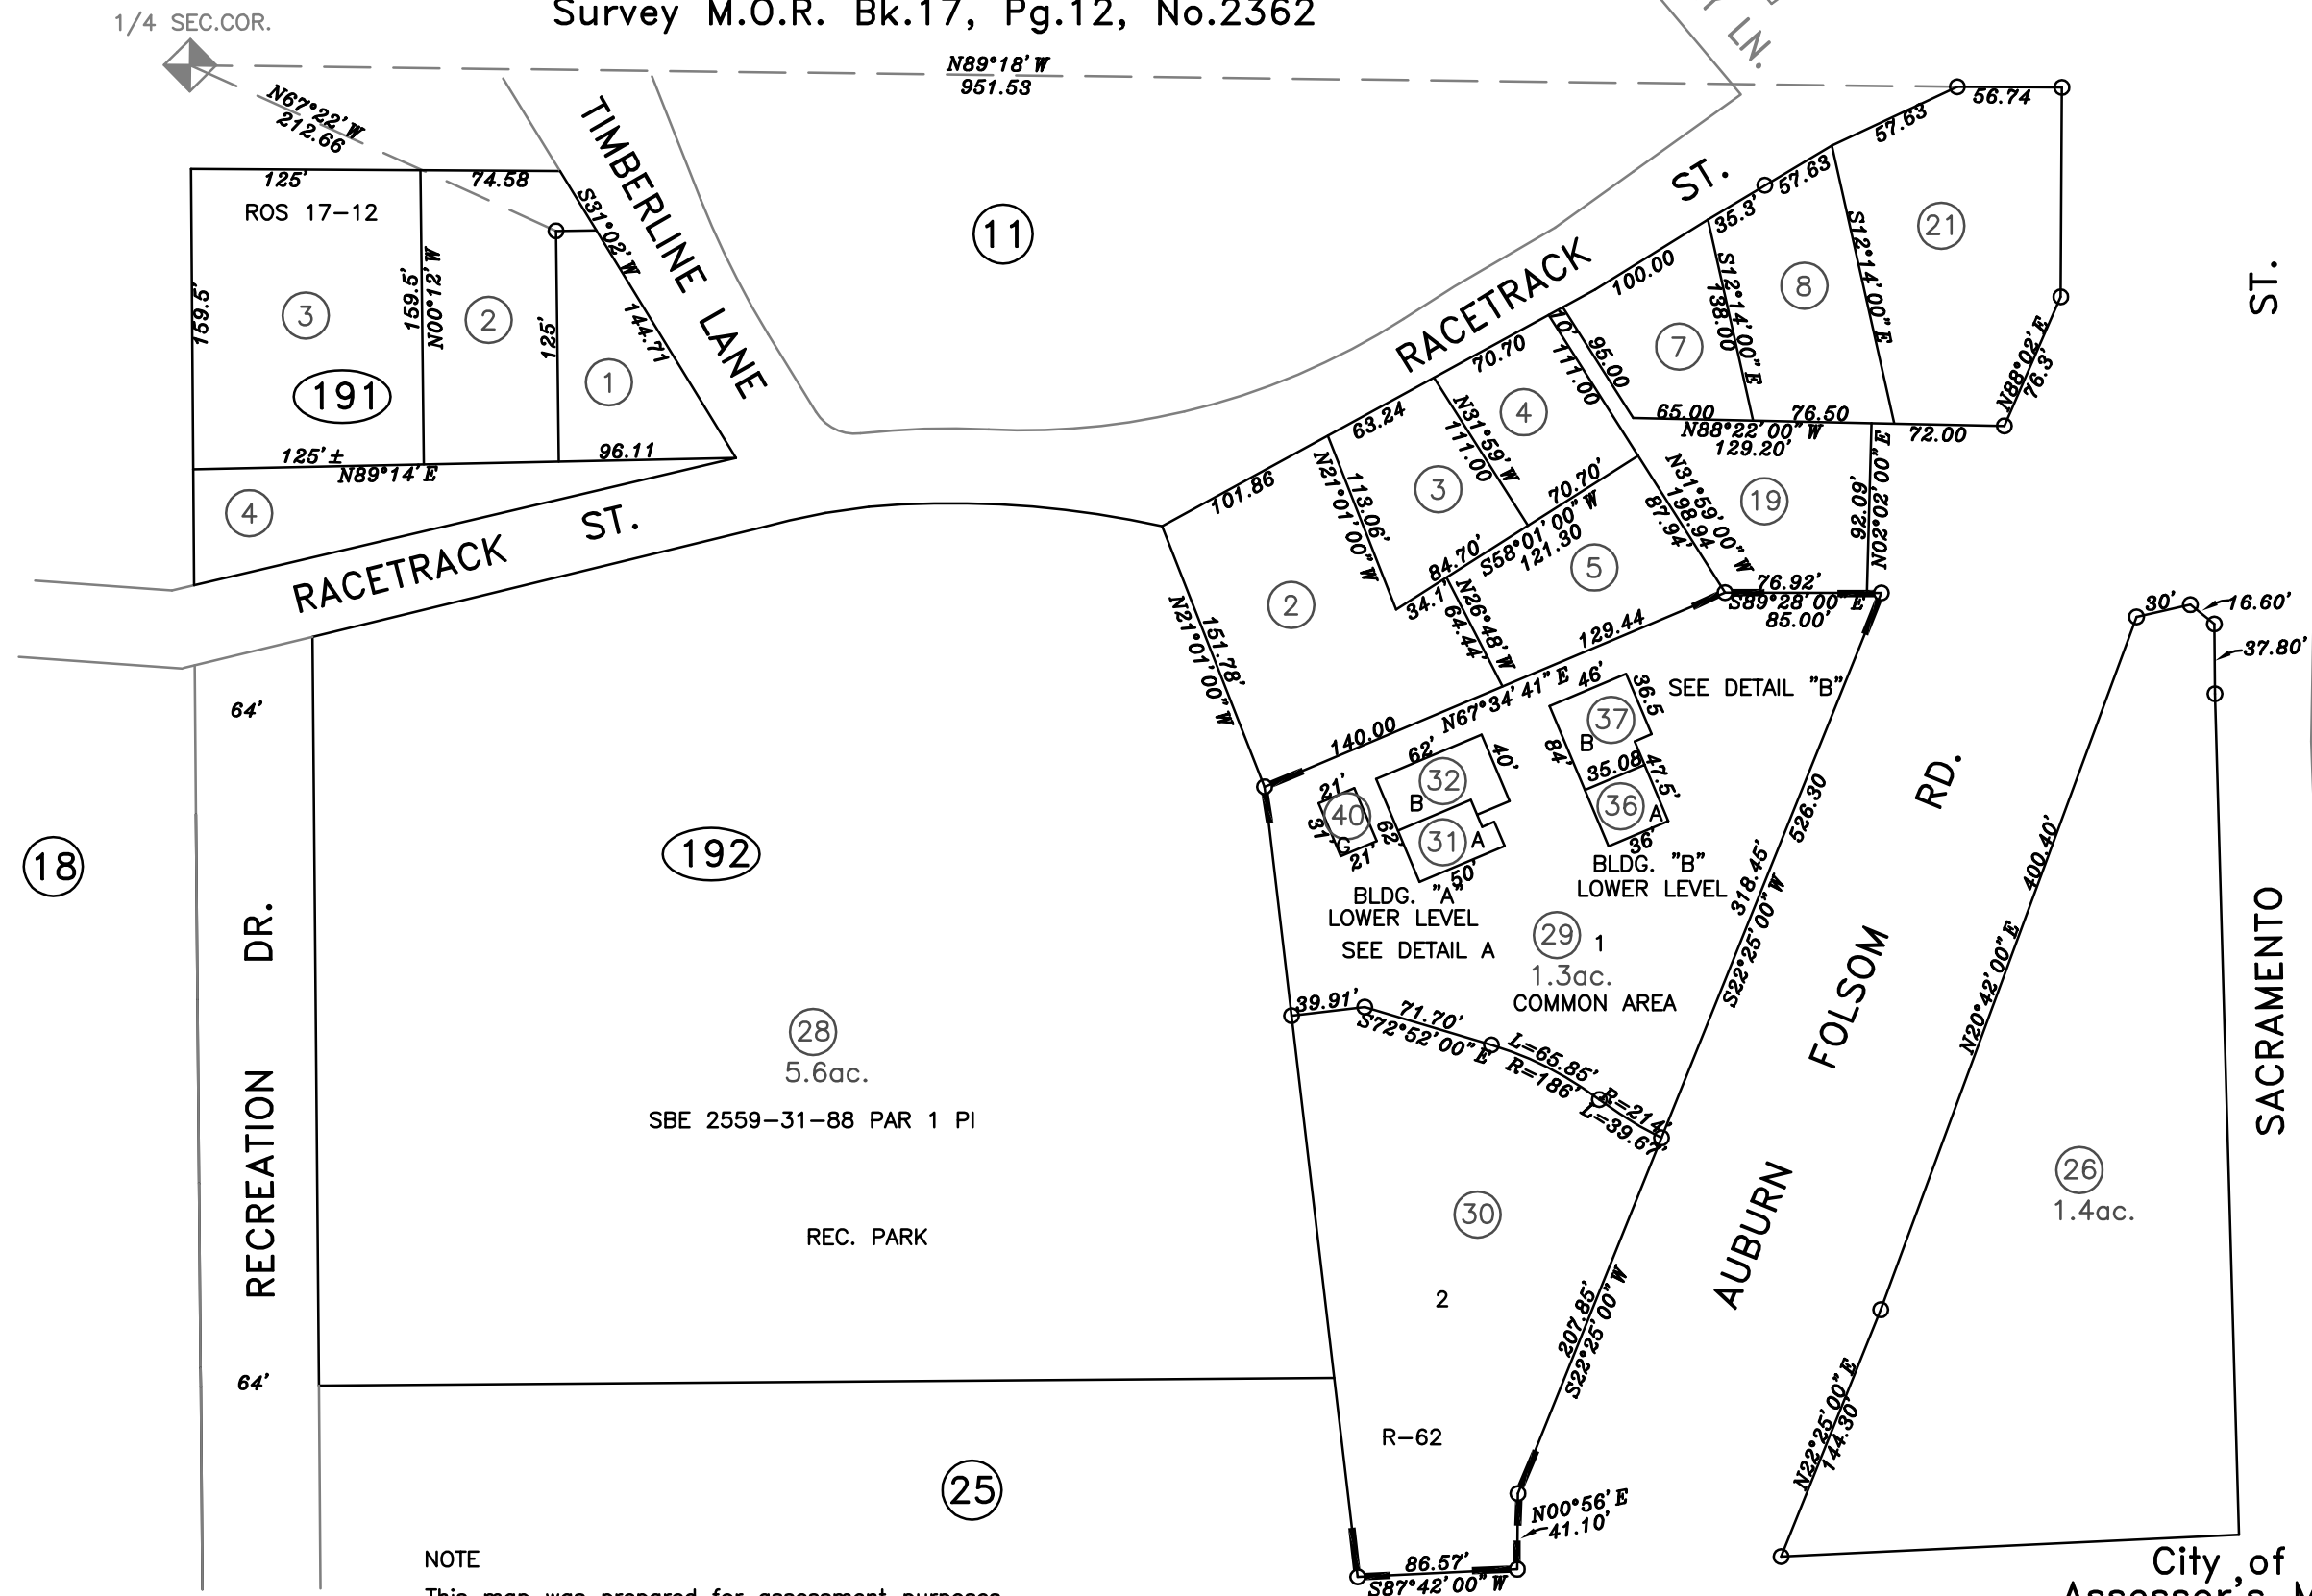 Survey M.O.R. Bk.17, Pg.12, No.2362
1/4 SEC.COR.
LN.
N89°18'W
951.53
N67°22'W
212.66
56.74
57.63
57.63
35.3'
TIMBERLINE LANE
125'
74.58
ROS 17-12
S31°02'W
144.71
159.5'
159.5'
N00°12'W
125'
3
2
1
191
125'±
N89°14'E
96.11
4
11
RACETRACK ST.
RACETRACK ST.
21
8
7
S12°14'00"E
S12°14'00"E
138.00
100.00
N88°02'E
76.3'
ST.
10'
95.00
111.00
70.70
63.24
101.86
4
3
N31°59'W
111.00
N21°01'00"W
113.06'
65.00
76.50
N88°22'00"W
129.20'
72.00
19
N31°59'00"W
198.94
87.94'
92.09'
N02°02'00"E
70.70'
84.70'
S58°01'00"W
121.30
34.1'
5
2
N26°48'W
64.44'
76.92'
S89°28'00"E
85.00'
129.44
N67°34'41"E
140.00
N21°01'00"W
151.78'
30'
16.60'
37.80'
64'
SEE DETAIL "B"
46'
36.5
37
B
84'
35.08
47.5'
36
A
36'
62'
40'
32
B
62'
31
A
50'
21'
40
31'
G
21'
BLDG. "A"
LOWER LEVEL
SEE DETAIL A
BLDG. "B"
LOWER LEVEL
29
1
1.3ac.
COMMON AREA
192
18
28
5.6ac.
SBE 2559-31-88 PAR 1 PI
REC. PARK
RECREATION DR.
64'
39.91'
71.70'
S72°52'00"E
L=65.85'
R=186'
R=214'
L=39.67'
526.30
318.45'
S22°25'00"W
AUBURN FOLSOM RD.
400.40'
N20°42'00"E
SACRAMENTO
26
1.4ac.
30
2
207.85'
S22°25'00"W
N22°25'00"E
144.30'
R-62
25
N00°56'E
41.10'
86.57'
S87°42'00"W
NOTE
This map was prepared for assessment purposes
City of
Assessor's